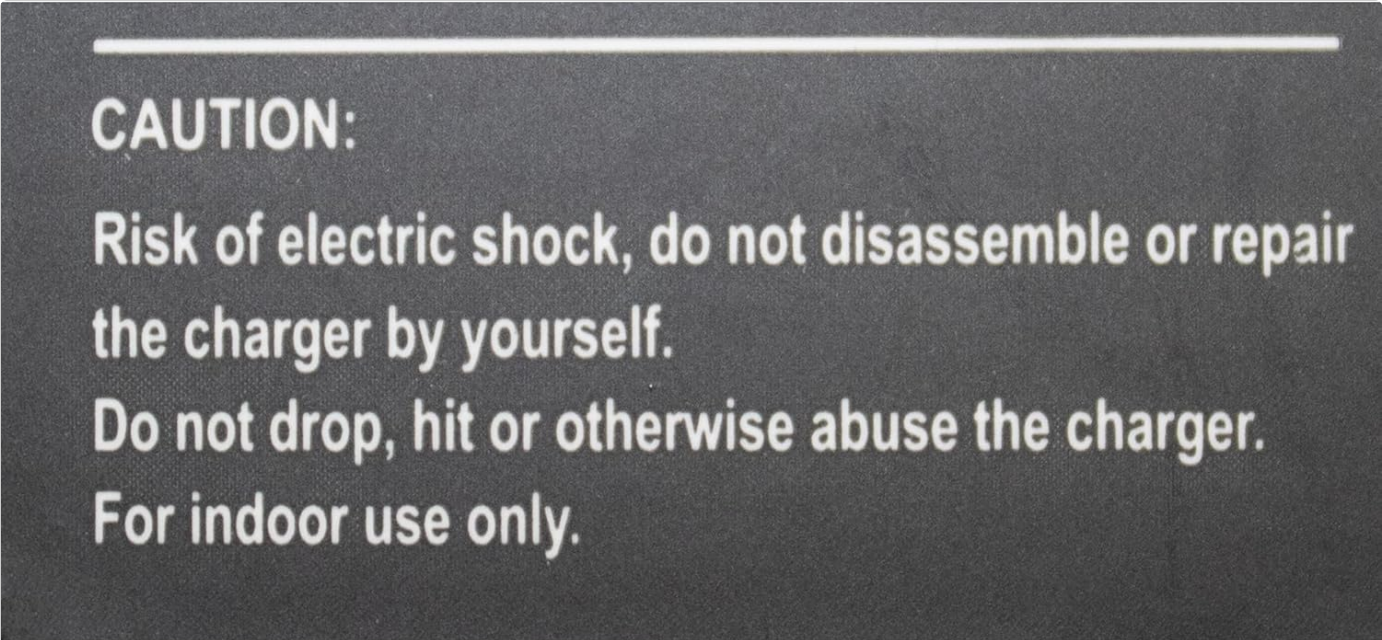 CAUTION:
Risk of electric shock, do not disassemble or repair
the charger by yourself.
Do not drop, hit or otherwise abuse the charger.
For indoor use only.